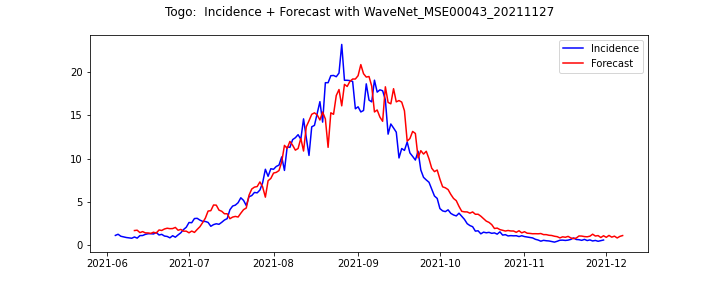 Togo:  Incidence + Forecast with WaveNet_MSE00043_20211127
Incidence
Forecast
20
15
10
5
0
2021-06 2021-07 2021-08 2021-09 2021-10 2021-11 2021-12